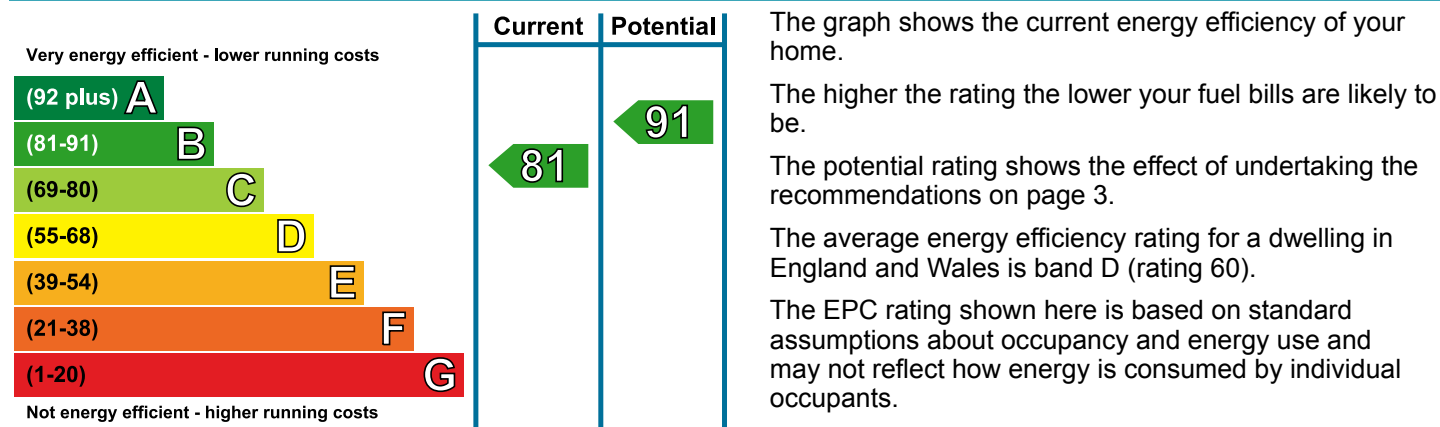 Current Potential
Very energy efficient - lower running costs
(92 plus) A
(81-91) B
(69-80) C
(55-68) D
(39-54) E
(21-38) F
(1-20) G
Not energy efficient - higher running costs
81
91
The graph shows the current energy efficiency of your
home.
The higher the rating the lower your fuel bills are likely to
be.
The potential rating shows the effect of undertaking the
recommendations on page 3.
The average energy efficiency rating for a dwelling in
England and Wales is band D (rating 60).
The EPC rating shown here is based on standard
assumptions about occupancy and energy use and
may not reflect how energy is consumed by individual
occupants.